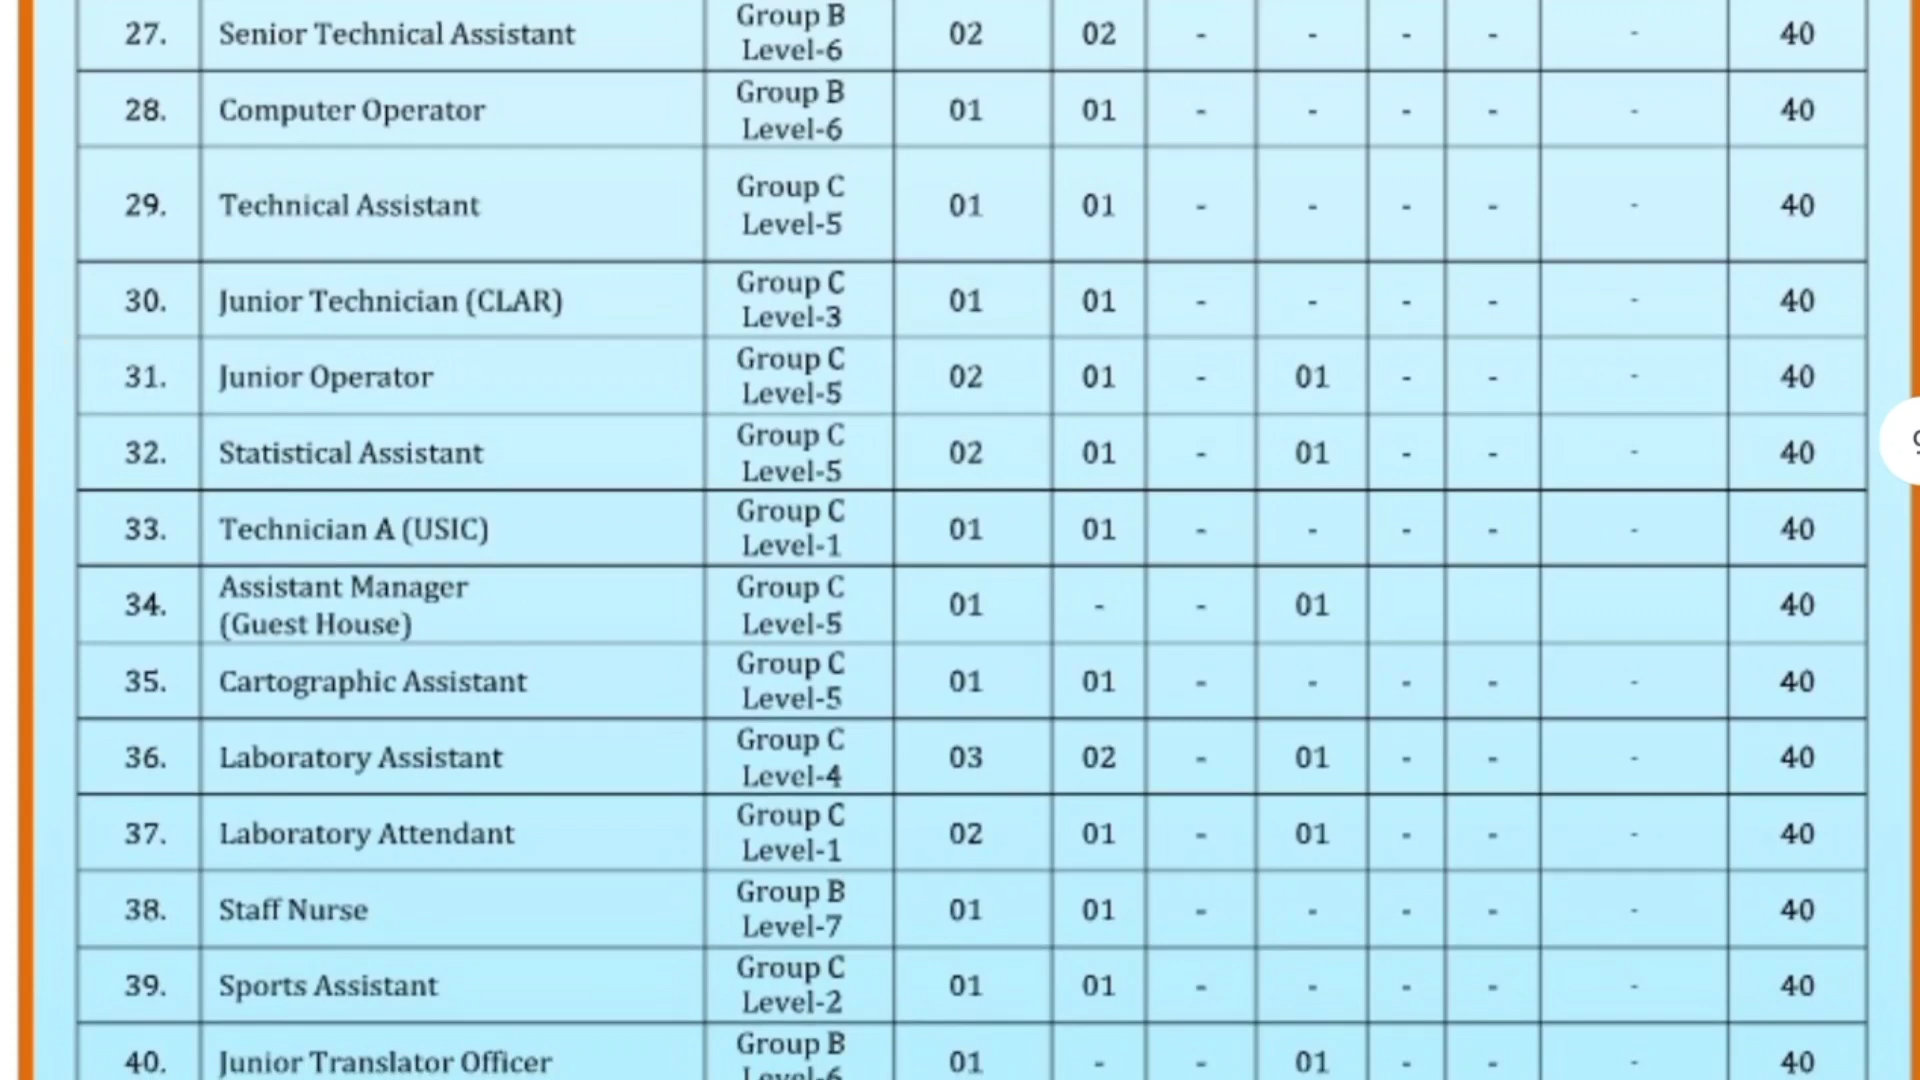 27. Senior Technical Assistant Group B Level-6 02 02 - - - - - 40
28. Computer Operator Group B Level-6 01 01 - - - - - 40
29. Technical Assistant Group C Level-5 01 01 - - - - - 40
30. Junior Technician (CLAR) Group C Level-3 01 01 - - - - - 40
31. Junior Operator Group C Level-5 02 01 - 01 - - - 40
32. Statistical Assistant Group C Level-5 02 01 - 01 - - - 40
33. Technician A (USIC) Group C Level-1 01 01 - - - - - 40
34. Assistant Manager (Guest House) Group C Level-5 01 - - 01 40
35. Cartographic Assistant Group C Level-5 01 01 - - - - - 40
36. Laboratory Assistant Group C Level-4 03 02 - 01 - - - 40
37. Laboratory Attendant Group C Level-1 02 01 - 01 - - - 40
38. Staff Nurse Group B Level-7 01 01 - - - - - 40
39. Sports Assistant Group C Level-2 01 01 - - - - - 40
40. Junior Translator Officer Group B Level-6 01 - - 01 - - - 40